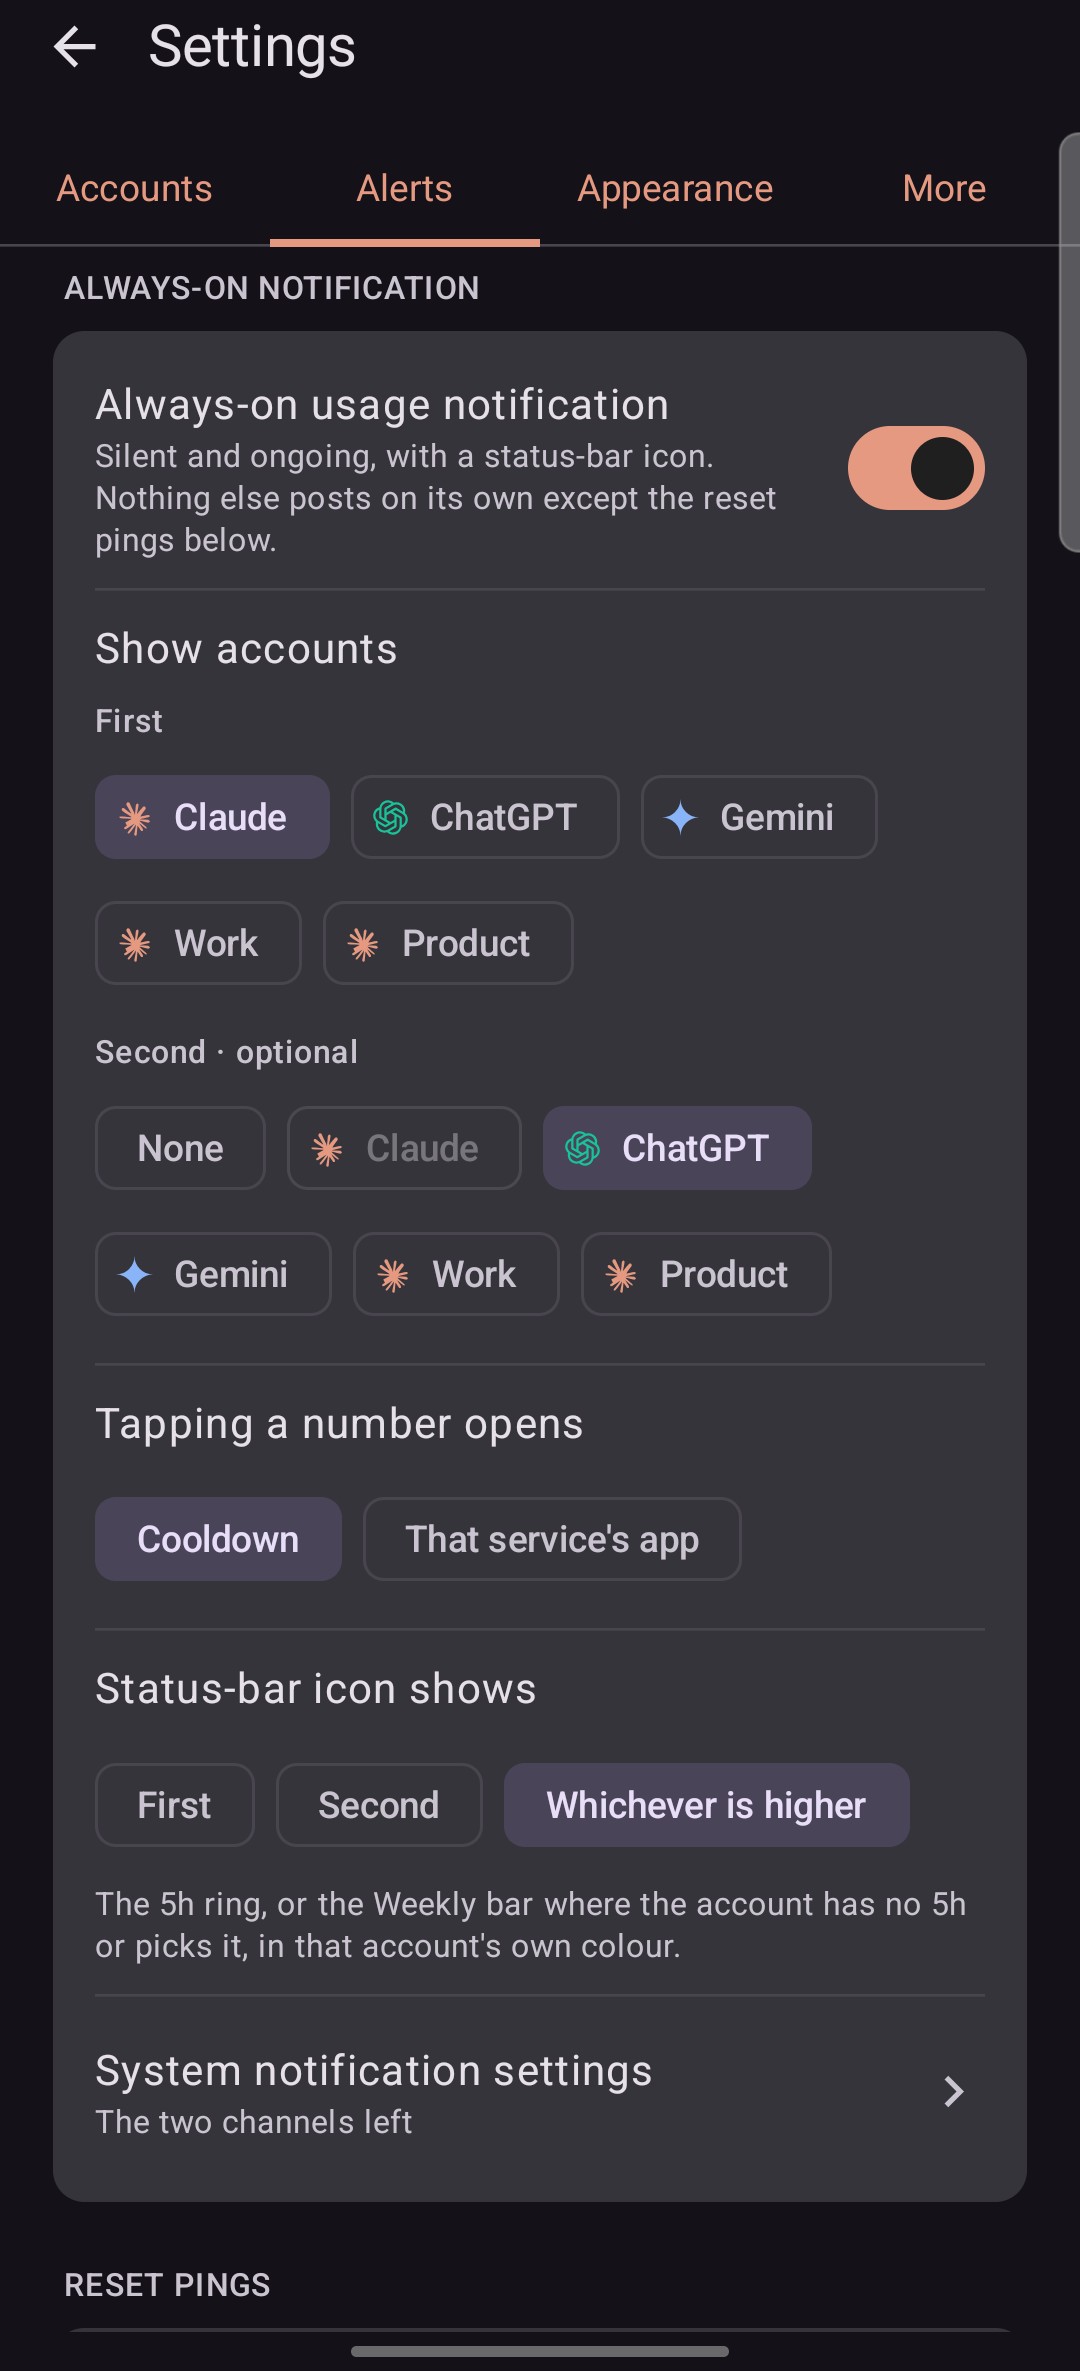 Settings
Accounts
Alerts
Appearance
More
ALWAYS-ON NOTIFICATION
Always-on usage notification
Silent and ongoing, with a status-bar icon.
Nothing else posts on its own except the reset
pings below.
Show accounts
First
Claude
ChatGPT
Gemini
Work
Product
Second · optional
None
Claude
ChatGPT
Gemini
Work
Product
Tapping a number opens
Cooldown
That service's app
Status-bar icon shows
First
Second
Whichever is higher
The 5h ring, or the Weekly bar where the account has no 5h
or picks it, in that account's own colour.
System notification settings
The two channels left
RESET PINGS